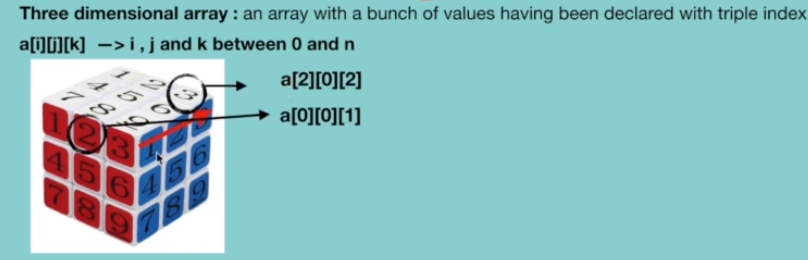 Three dimensional array : an array with a bunch of values having been declared with triple index
a[i][j][k] —> i , j and k between 0 and n
a[2][0][2]
a[0][0][1]
1 2 3
4 5 6
7 8 9
1 2 3
4 5 6
7 8 9
1 2
4 5 6
7 8 9